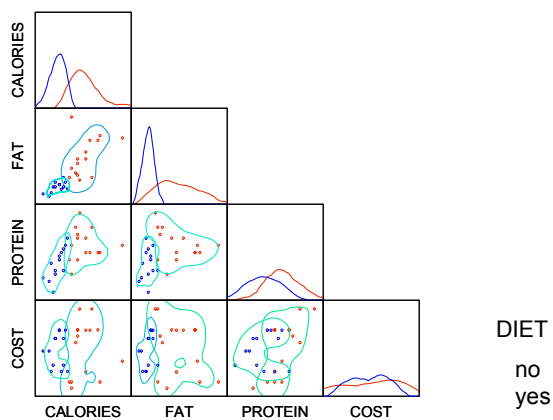 CALORIES
FAT
PROTEIN
COST
CALORIES FAT PROTEIN COST
DIET
no
yes